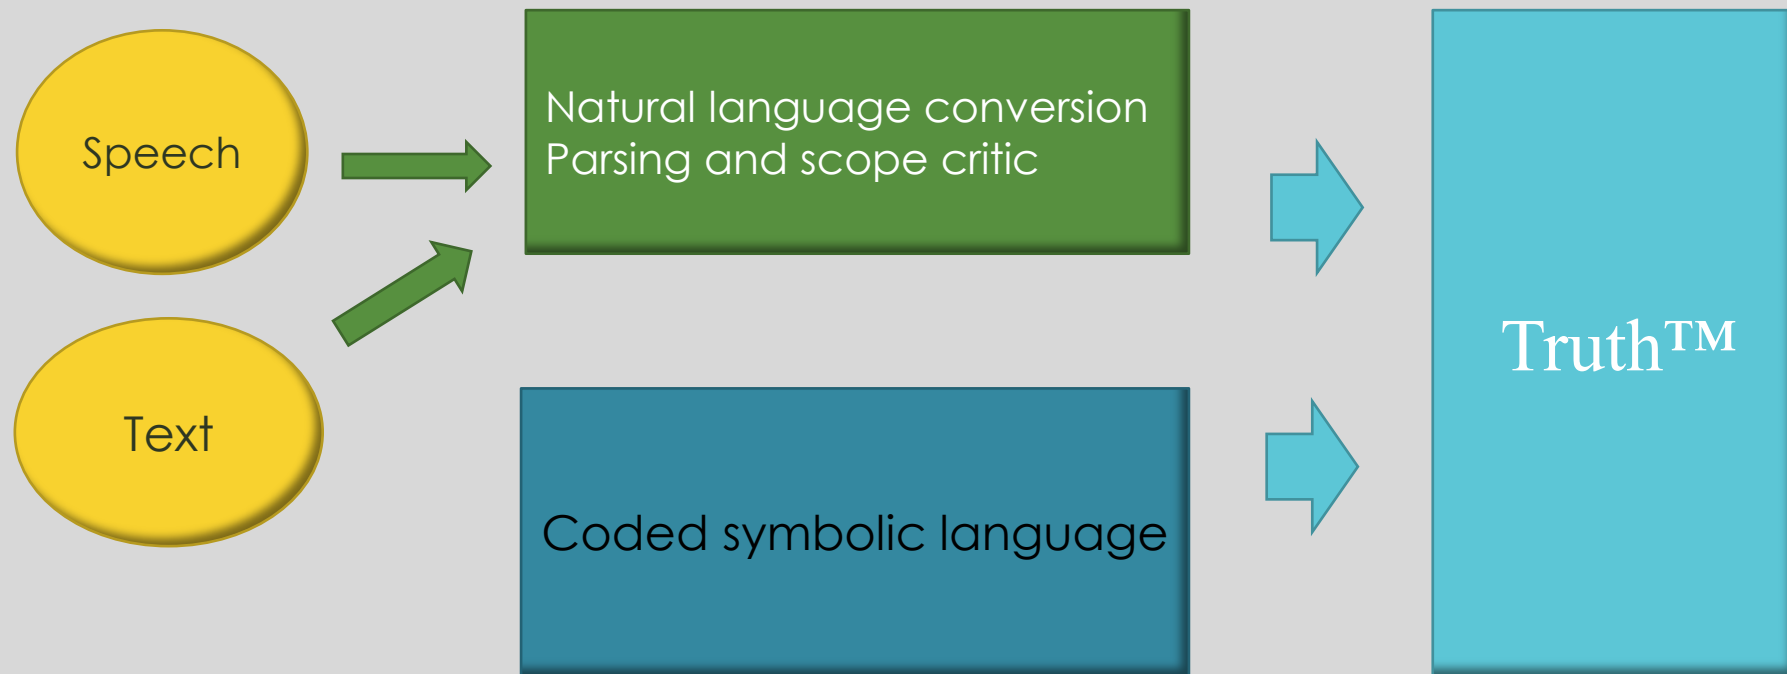 Speech
Natural language conversion
Parsing and scope critic
Text
Coded symbolic language
Truth™